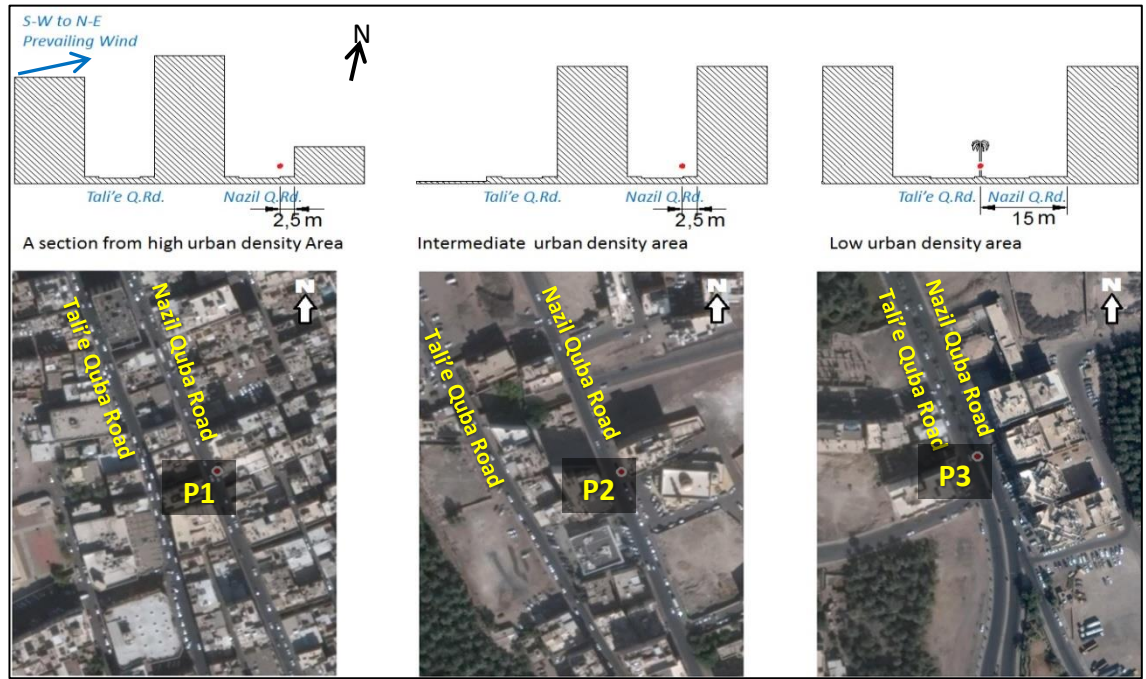 S-W to N-E
Prevailing Wind
N
Tali'e Q.Rd.
Nazil Q.Rd.
2,5 m
A section from high urban density Area
Tali'e Q.Rd.
Nazil Q.Rd.
2,5 m
Intermediate urban density area
Tali'e Q.Rd.
Nazil Q.Rd.
15 m
Low urban density area
N
Tali'e Quba Road
Nazil Quba Road
P1
N
Tali'e Quba Road
Nazil Quba Road
P2
N
Tali'e Quba Road
Nazil Quba Road
P3